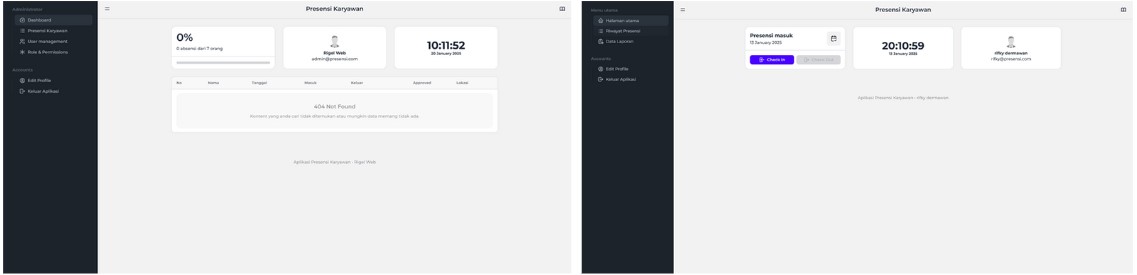 Administrator
Dashboard
Presensi Karyawan
User management
Role & Permissions
Accounts
Edit Profile
Keluar Aplikasi
Presensi Karyawan
0%
0 absensi dari 7 orang
Rigel Web
admin@presensi.com
10:11:52
20 January 2025
No Nama Tanggal Masuk Keluar Approved Lokasi
404 Not Found
Konten yang anda cari tidak ditemukan atau mungkin data memang tidak ada
Aplikasi Presensi Karyawan - Rigel Web
Menu Utama
Halaman utama
Riwayat Presensi
Data Laporan
Accounts
Edit Profile
Keluar Aplikasi
Presensi Karyawan
Presensi masuk
13 January 2025
Check In
20:10:59
13 January 2025
rifky dermawan
rifky@presensi.com
Aplikasi Presensi Karyawan - rifky dermawan